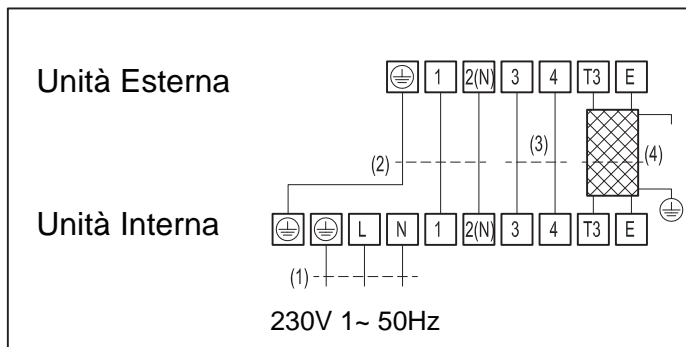 Unità Esterna
1 2(N) 3 4 T3 E
(2) (3) (4)
Unità Interna
L N 1 2(N) 3 4 T3 E
(1)
230V 1~ 50Hz